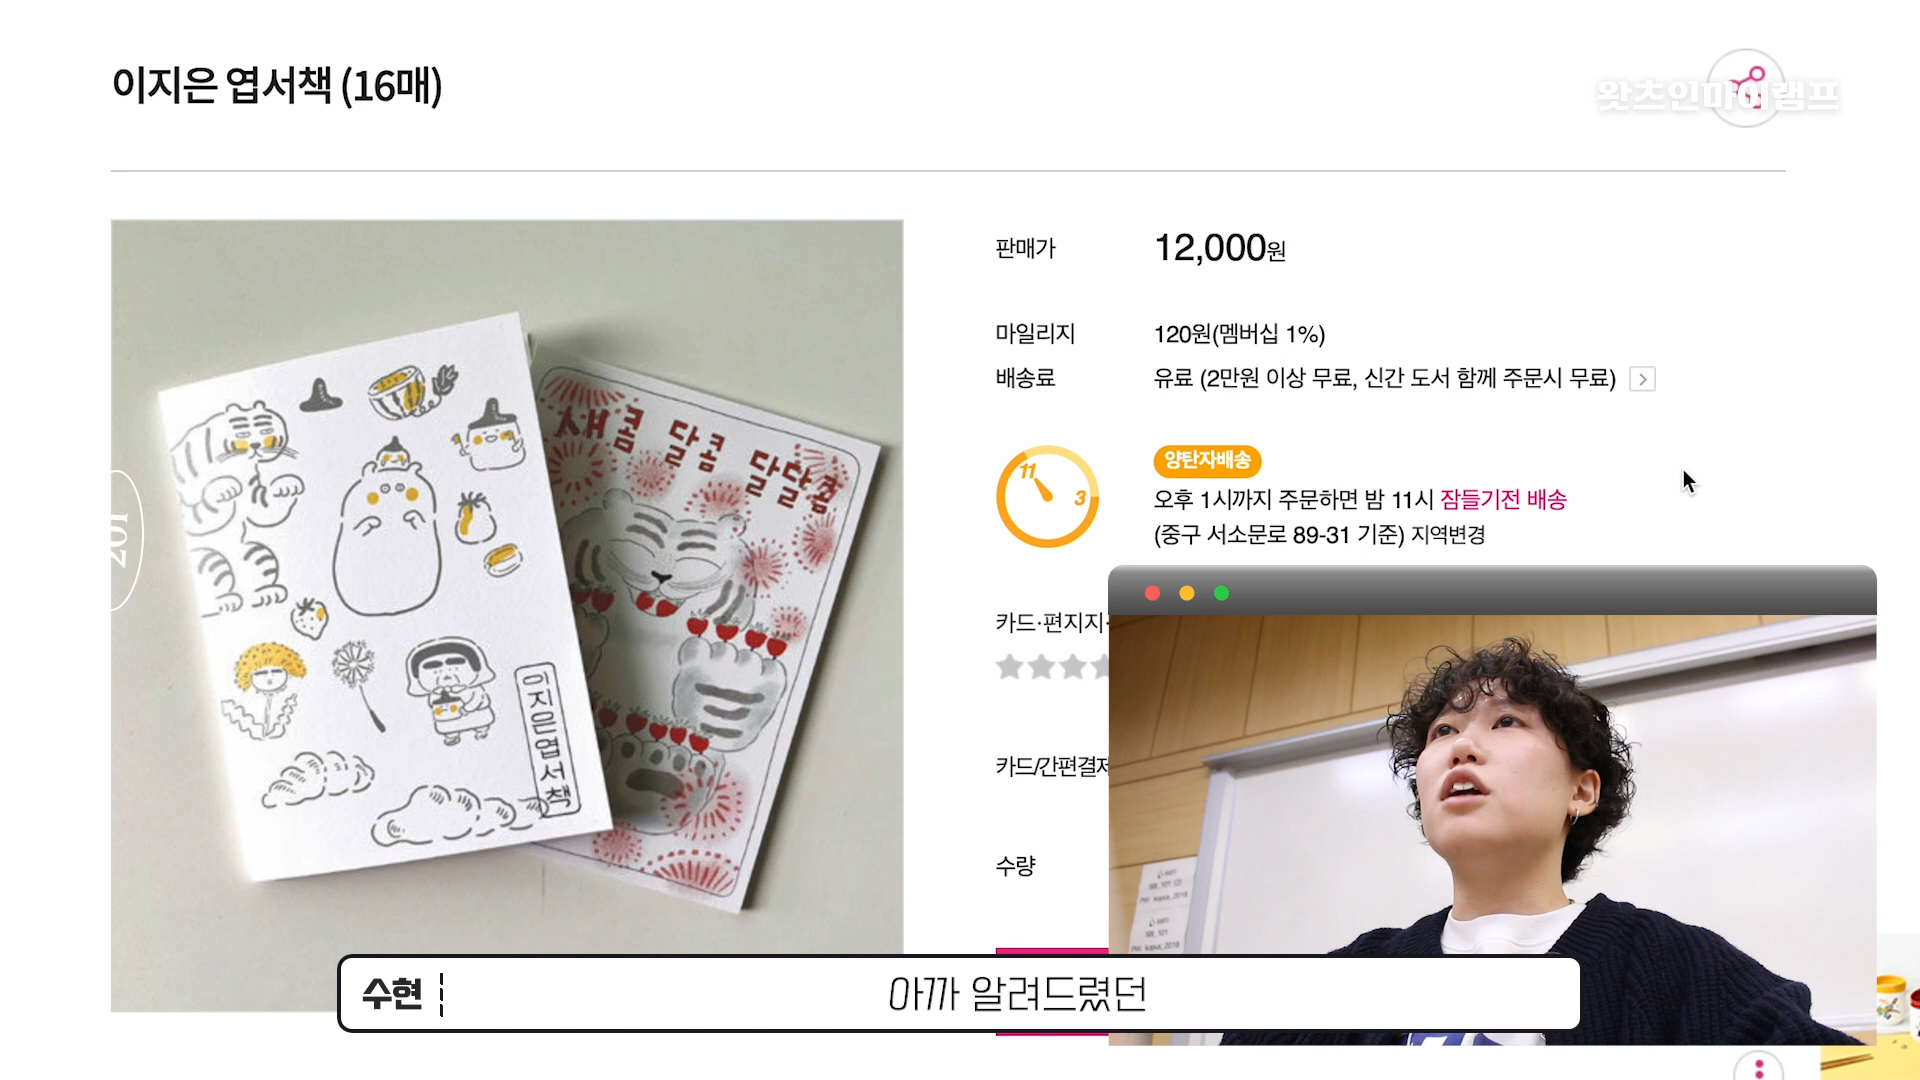 이지은 엽서책 (16매)
왓츠인마이램프
판매가 12,000원
마일리지 120원(멤버십 1%)
배송료 유료 (2만원 이상 무료, 신간 도서 함께 주문시 무료)
양탄자배송
11
3
오후 1시까지 주문하면 밤 11시 잠들기전 배송
(중구 서소문로 89-31 기준) 지역변경
카드·편지지·
카드/간편결제
수량
새콤 달콤 달달콤
이지은엽서책
수현
아까 알려드렸던